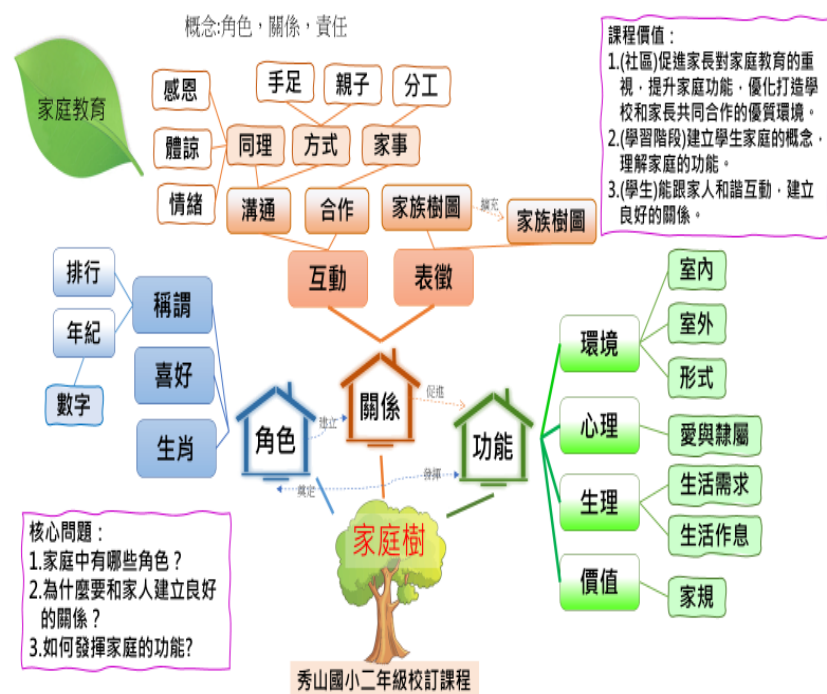 概念:角色，關係，責任
家庭教育
課程價值：
1.(社區)促進家長對家庭教育的重
視，提升家庭功能，優化打造學
校和家長共同合作的優質環境。
2.(學習階段)建立學生家庭的概念，
理解家庭的功能。
3.(學生)能跟家人和諧互動，建立
良好的關係。
感恩
體諒
情緒
手足
親子
分工
同理
方式
家事
溝通
合作
家族樹圖
擴充
家族樹圖
互動
表徵
排行
年紀
數字
稱謂
喜好
生肖
角色
建立
關係
促進
功能
發揮
奠定
環境
心理
生理
價值
室內
室外
形式
愛與隸屬
生活需求
生活作息
家規
家庭樹
核心問題：
1.家庭中有哪些角色？
2.為什麼要和家人建立良好
的關係？
3.如何發揮家庭的功能?
秀山國小二年級校訂課程